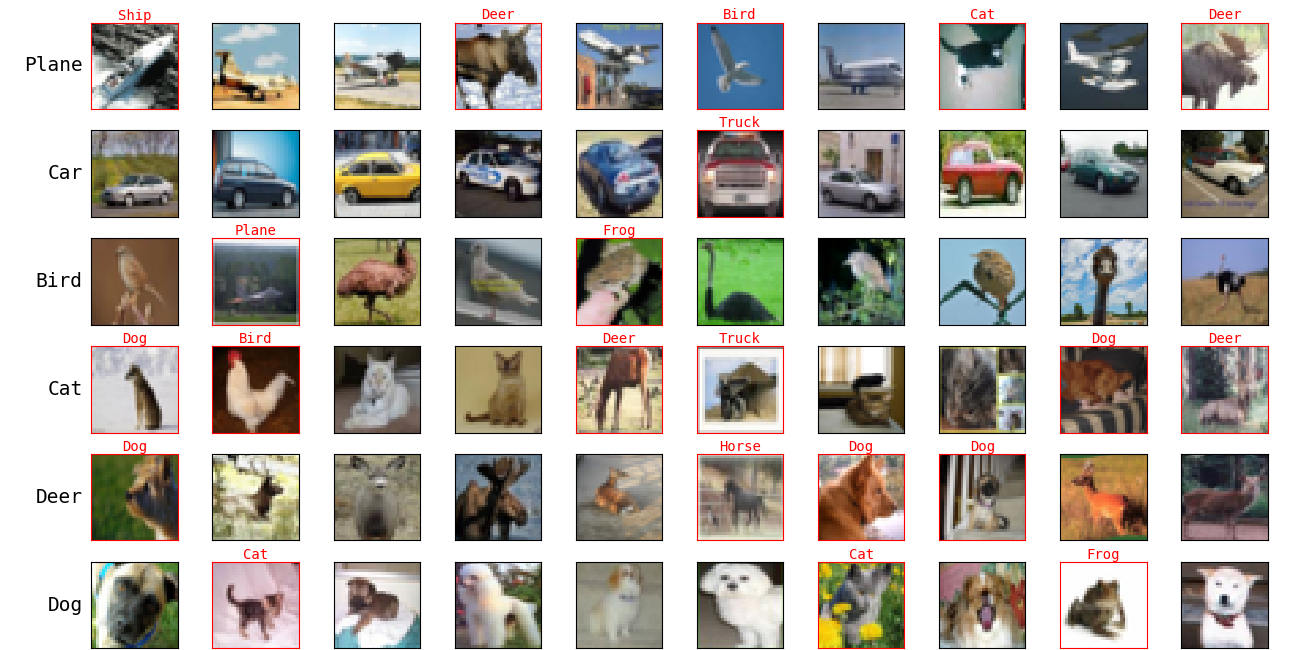 Ship Deer Bird Cat Deer
Plane
Truck
Car
Plane Frog
Bird
Dog Bird Deer Truck Dog Deer
Cat
Dog Horse Dog Dog
Deer
Cat Cat Frog
Dog